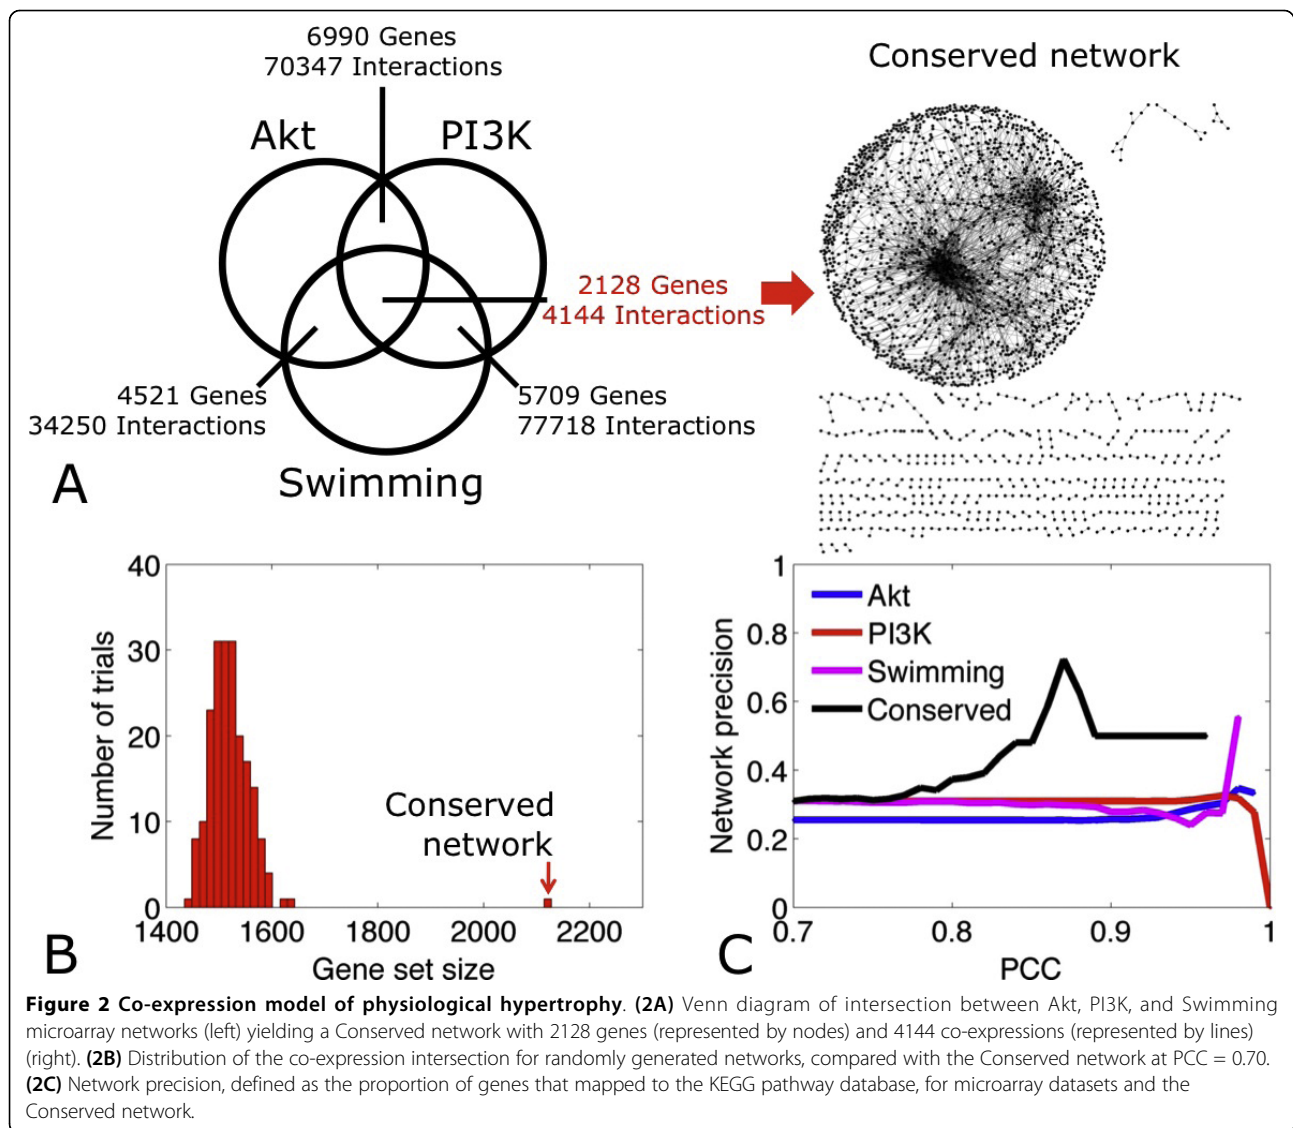 6990 Genes
70347 Interactions
Akt
PI3K
2128 Genes
4144 Interactions
4521 Genes
34250 Interactions
5709 Genes
77718 Interactions
Swimming
A
Conserved network
40
30
20
10
0
Number of trials
Conserved
network
1400
1600
1800
2000
2200
Gene set size
B
1
0.8
0.6
0.4
0.2
0
Network precision
Akt
PI3K
Swimming
Conserved
0.7
0.8
0.9
1
PCC
C
Figure 2 Co-expression model of physiological hypertrophy. (2A) Venn diagram of intersection between Akt, PI3K, and Swimming
microarray networks (left) yielding a Conserved network with 2128 genes (represented by nodes) and 4144 co-expressions (represented by lines)
(right). (2B) Distribution of the co-expression intersection for randomly generated networks, compared with the Conserved network at PCC = 0.70.
(2C) Network precision, defined as the proportion of genes that mapped to the KEGG pathway database, for microarray datasets and the
Conserved network.